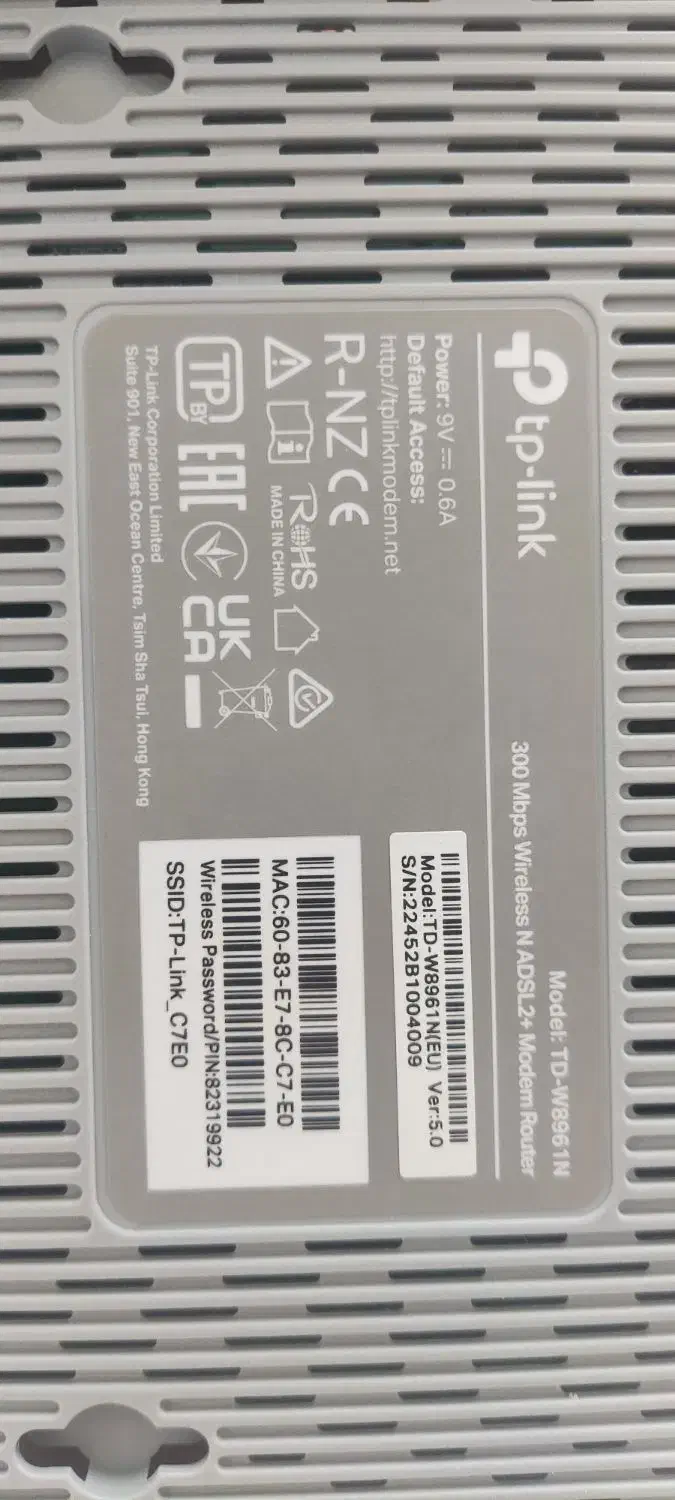 tp-link
Model: TD-W8961N
300 Mbps Wireless N ADSL2+ Modem Router
Power: 9V ⎓ 0.6A
Default Access:
http://tplinkmodem.net
R-NZ CE
RoHS
MADE IN CHINA
TP BY EAC UK CA
TP-Link Corporation Limited
Suite 901, New East Ocean Centre, Tsim Sha Tsui, Hong Kong
Model:TD-W8961N(EU) Ver:5.0
S/N:22452B1004009
MAC:60-83-E7-8C-C7-E0
Wireless Password/PIN:82319922
SSID:TP-Link_C7E0